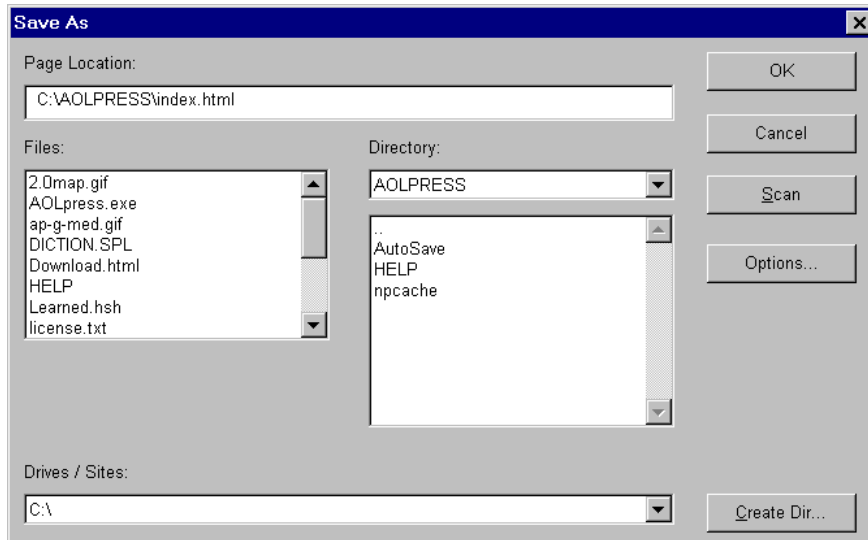 Save As
Page Location:
C:\AOLPRESS\index.html
Files:
2.0map.gif
AOLpress.exe
ap-g-med.gif
DICTION.SPL
Download.html
HELP
Learned.hsh
license.txt
Directory:
AOLPRESS
..
AutoSave
HELP
npcache
Drives / Sites:
C:\
OK
Cancel
Scan
Options...
Create Dir...